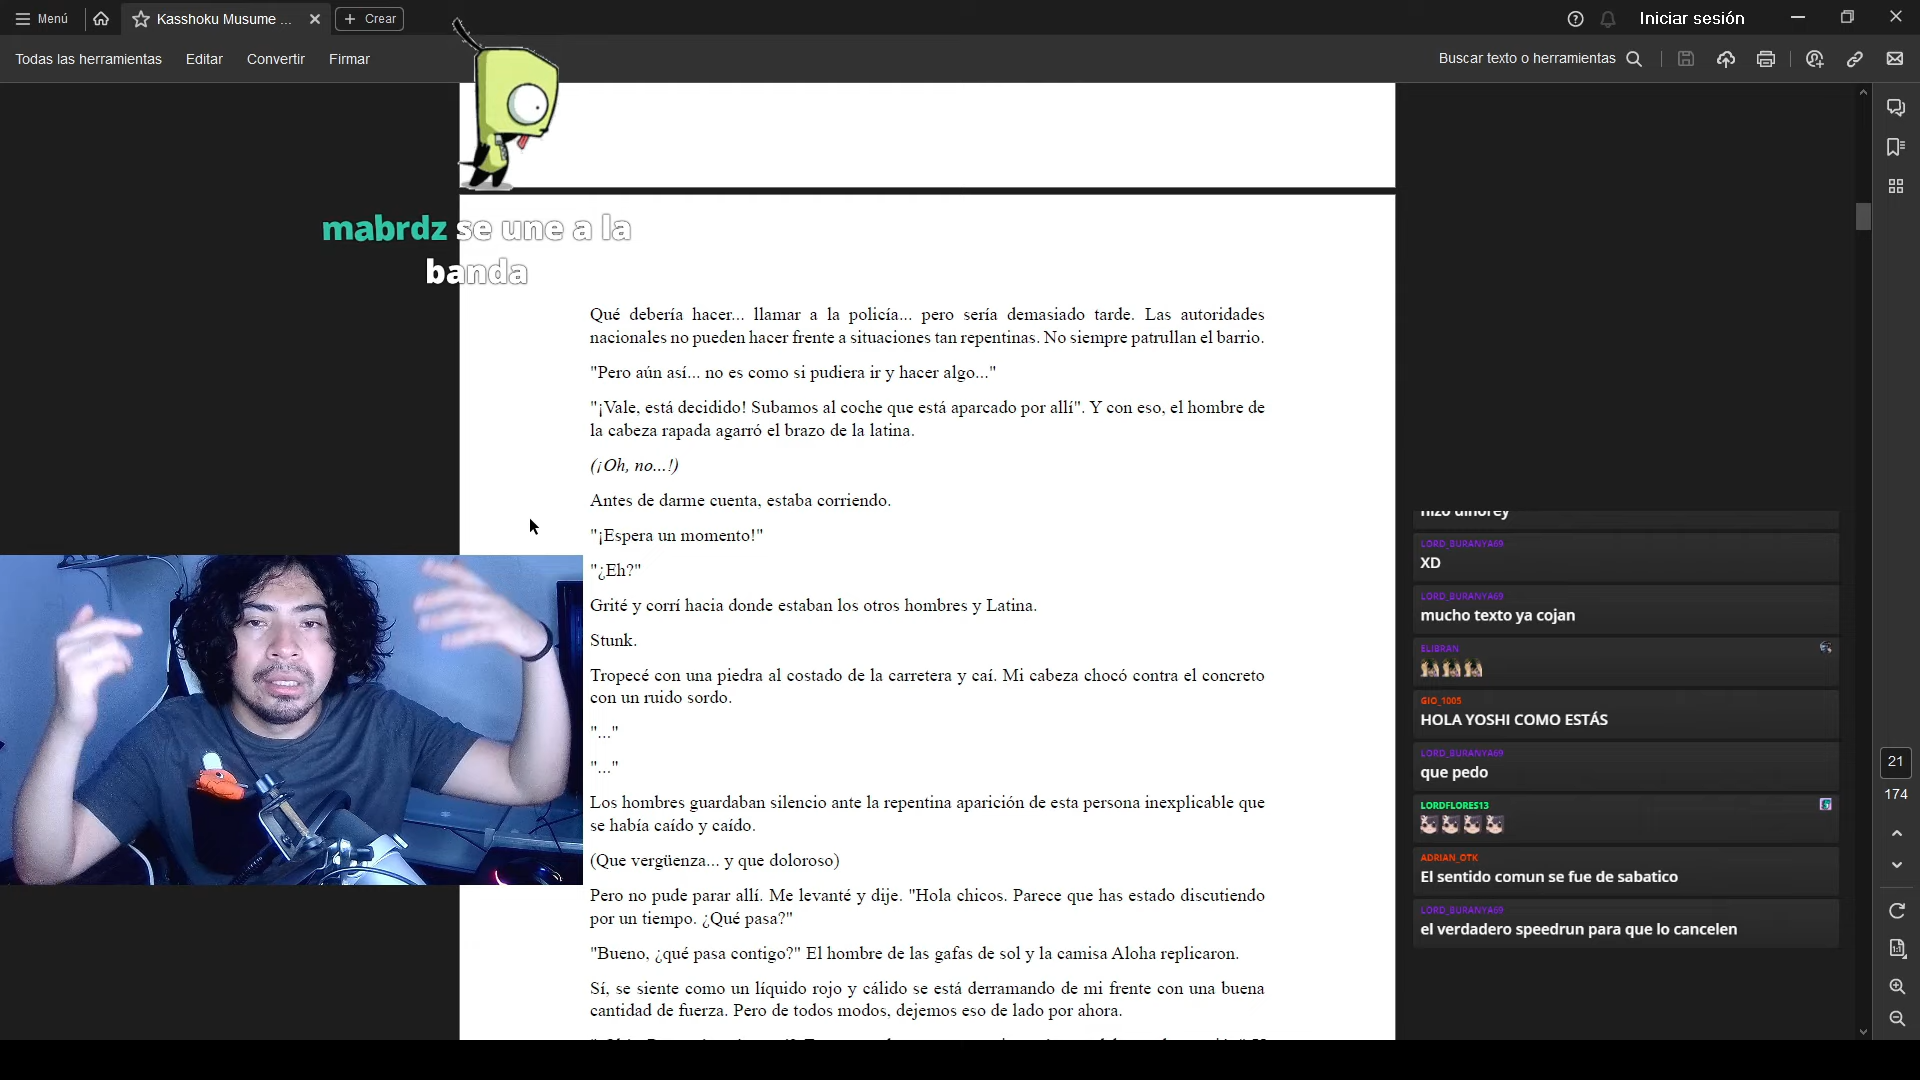 Menú
Kasshoku Musume ...
Crear
Iniciar sesión
Todas las herramientas
Editar
Convertir
Firmar
Buscar texto o herramientas
mabrdz se une a la
banda
Qué debería hacer... llamar a la policía... pero sería demasiado tarde. Las autoridades
nacionales no pueden hacer frente a situaciones tan repentinas. No siempre patrullan el barrio.
"Pero aún así... no es como si pudiera ir y hacer algo..."
"¡Vale, está decidido! Subamos al coche que está aparcado por allí". Y con eso, el hombre de
la cabeza rapada agarró el brazo de la latina.
(¡Oh, no...!)
Antes de darme cuenta, estaba corriendo.
"¡Espera un momento!"
"¿Eh?"
Grité y corrí hacia donde estaban los otros hombres y Latina.
Stunk.
Tropecé con una piedra al costado de la carretera y caí. Mi cabeza chocó contra el concreto
con un ruido sordo.
"..."
"..."
Los hombres guardaban silencio ante la repentina aparición de esta persona inexplicable que
se había caído y caído.
(Que vergüenza... y que doloroso)
Pero no pude parar allí. Me levanté y dije. "Hola chicos. Parece que has estado discutiendo
por un tiempo. ¿Qué pasa?"
"Bueno, ¿qué pasa contigo?" El hombre de las gafas de sol y la camisa Aloha replicaron.
Sí, se siente como un líquido rojo y cálido se está derramando de mi frente con una buena
cantidad de fuerza. Pero de todos modos, dejemos eso de lado por ahora.
LORD_BURANYA69
XD
LORD_BURANYA69
mucho texto ya cojan
ELIBRAN
GIO_1005
HOLA YOSHI COMO ESTÁS
LORD_BURANYA69
que pedo
LORDFLORES13
ADRIAN_OTK
El sentido comun se fue de sabatico
LORD_BURANYA69
el verdadero speedrun para que lo cancelen
21
174